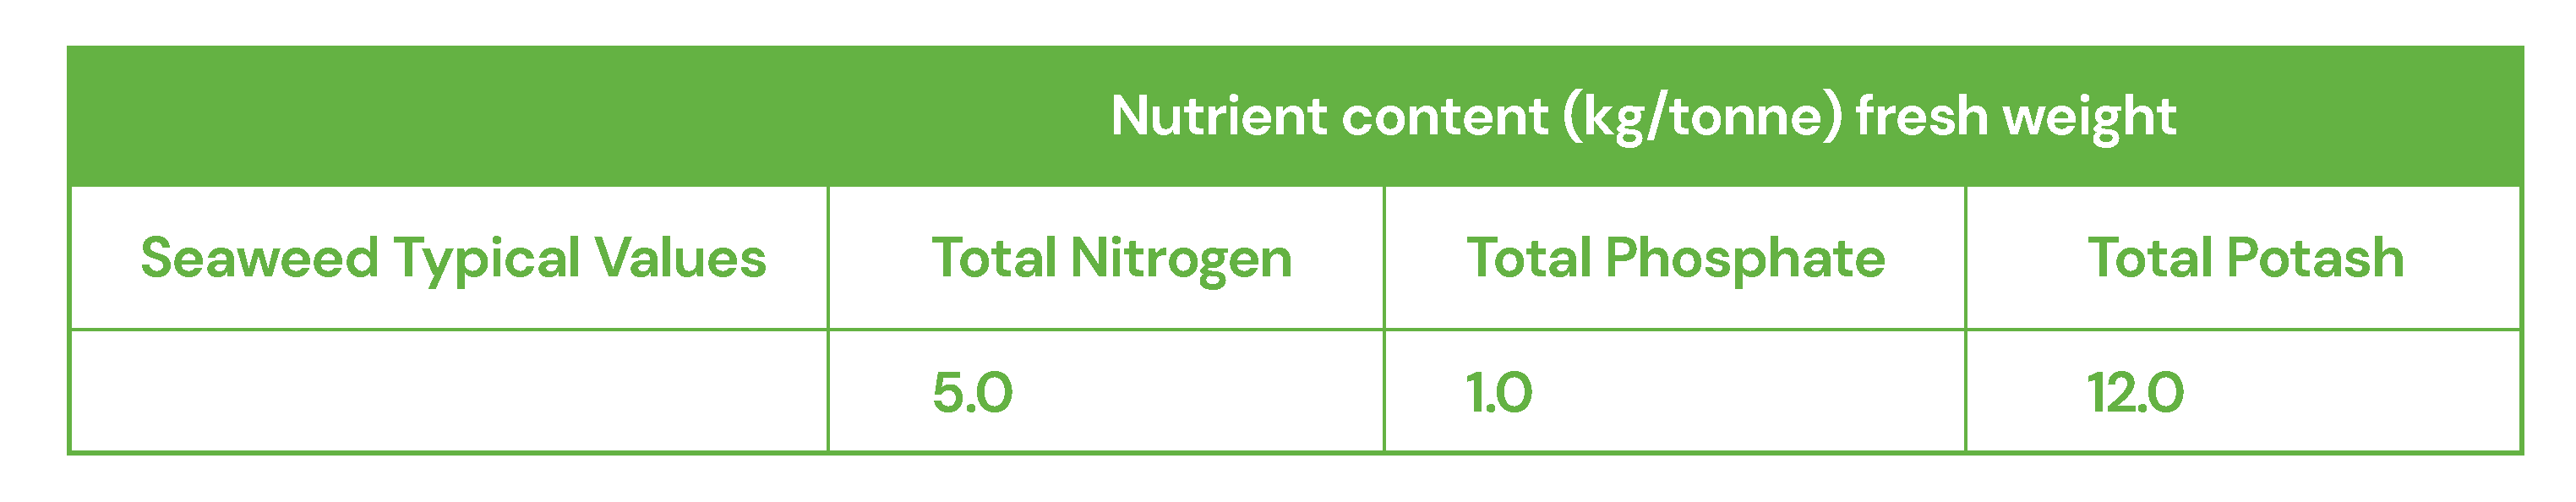 Nutrient content (kg/tonne) fresh weight
Seaweed Typical Values Total Nitrogen Total Phosphate Total Potash
5.0 1.0 12.0